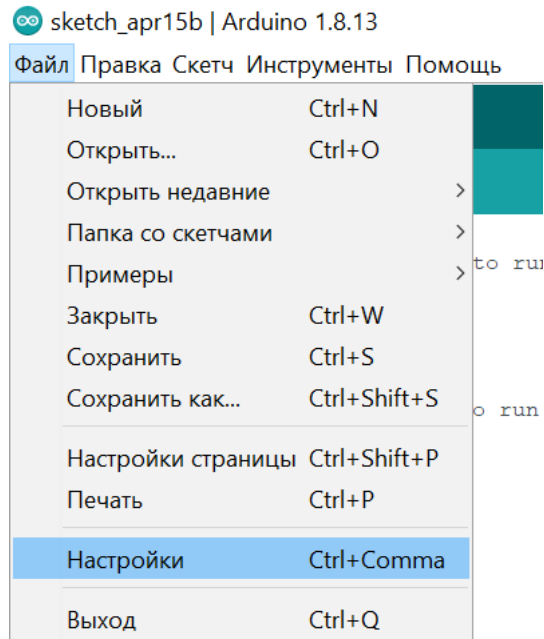 sketch_apr15b | Arduino 1.8.13
Файл Правка Скетч Инструменты Помощь
Новый Ctrl+N
Открыть... Ctrl+O
Открыть недавние
Папка со скетчами
Примеры
to run
Закрыть Ctrl+W
Сохранить Ctrl+S
Сохранить как... Ctrl+Shift+S
o run
Настройки страницы Ctrl+Shift+P
Печать Ctrl+P
Настройки Ctrl+Comma
Выход Ctrl+Q